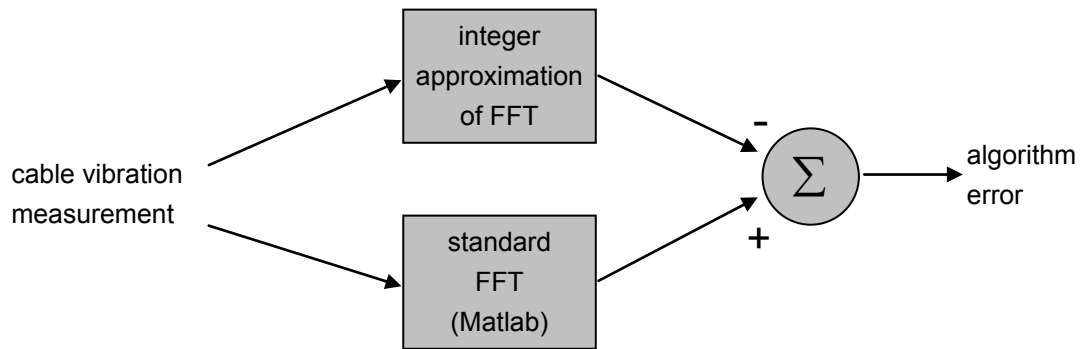 integer
approximation
of FFT
cable vibration
measurement
-
Σ
+
algorithm
error
standard
FFT
(Matlab)